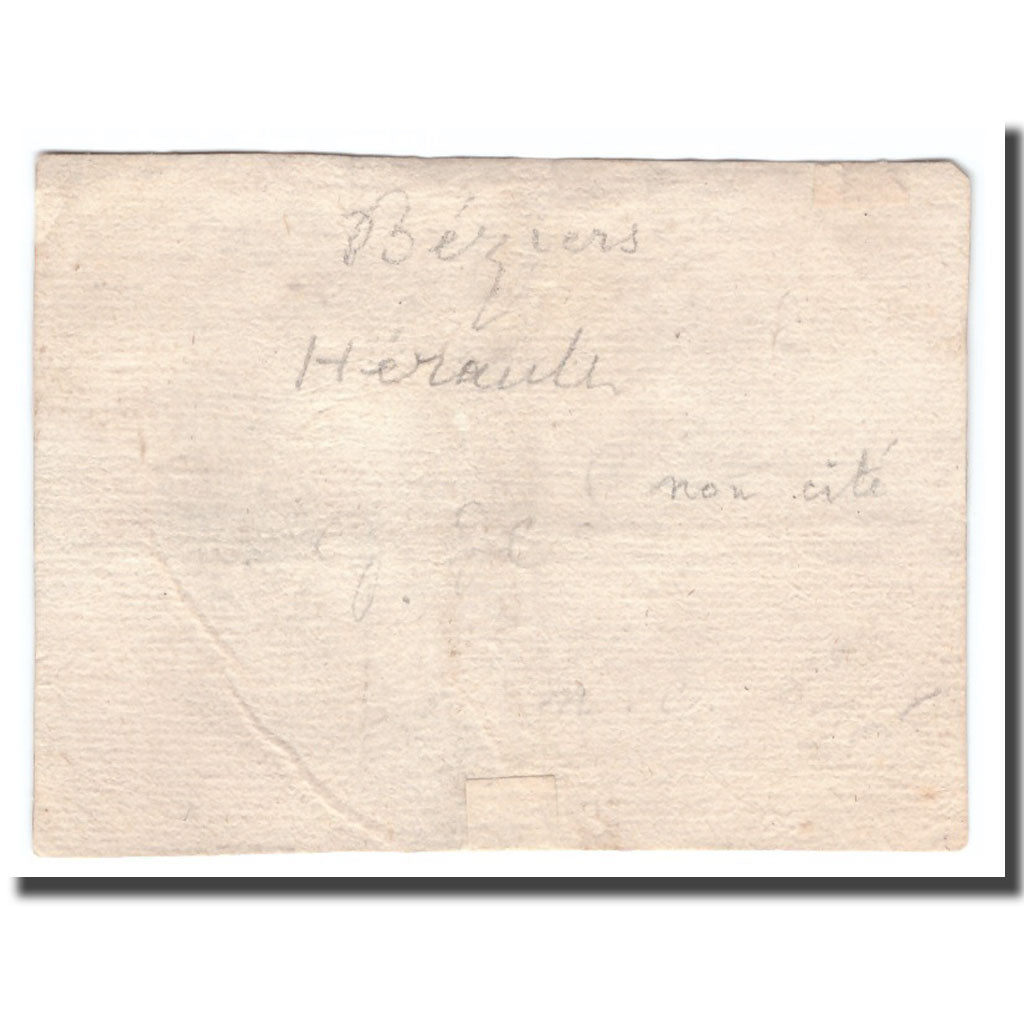 Béziers
Hérault
non cité